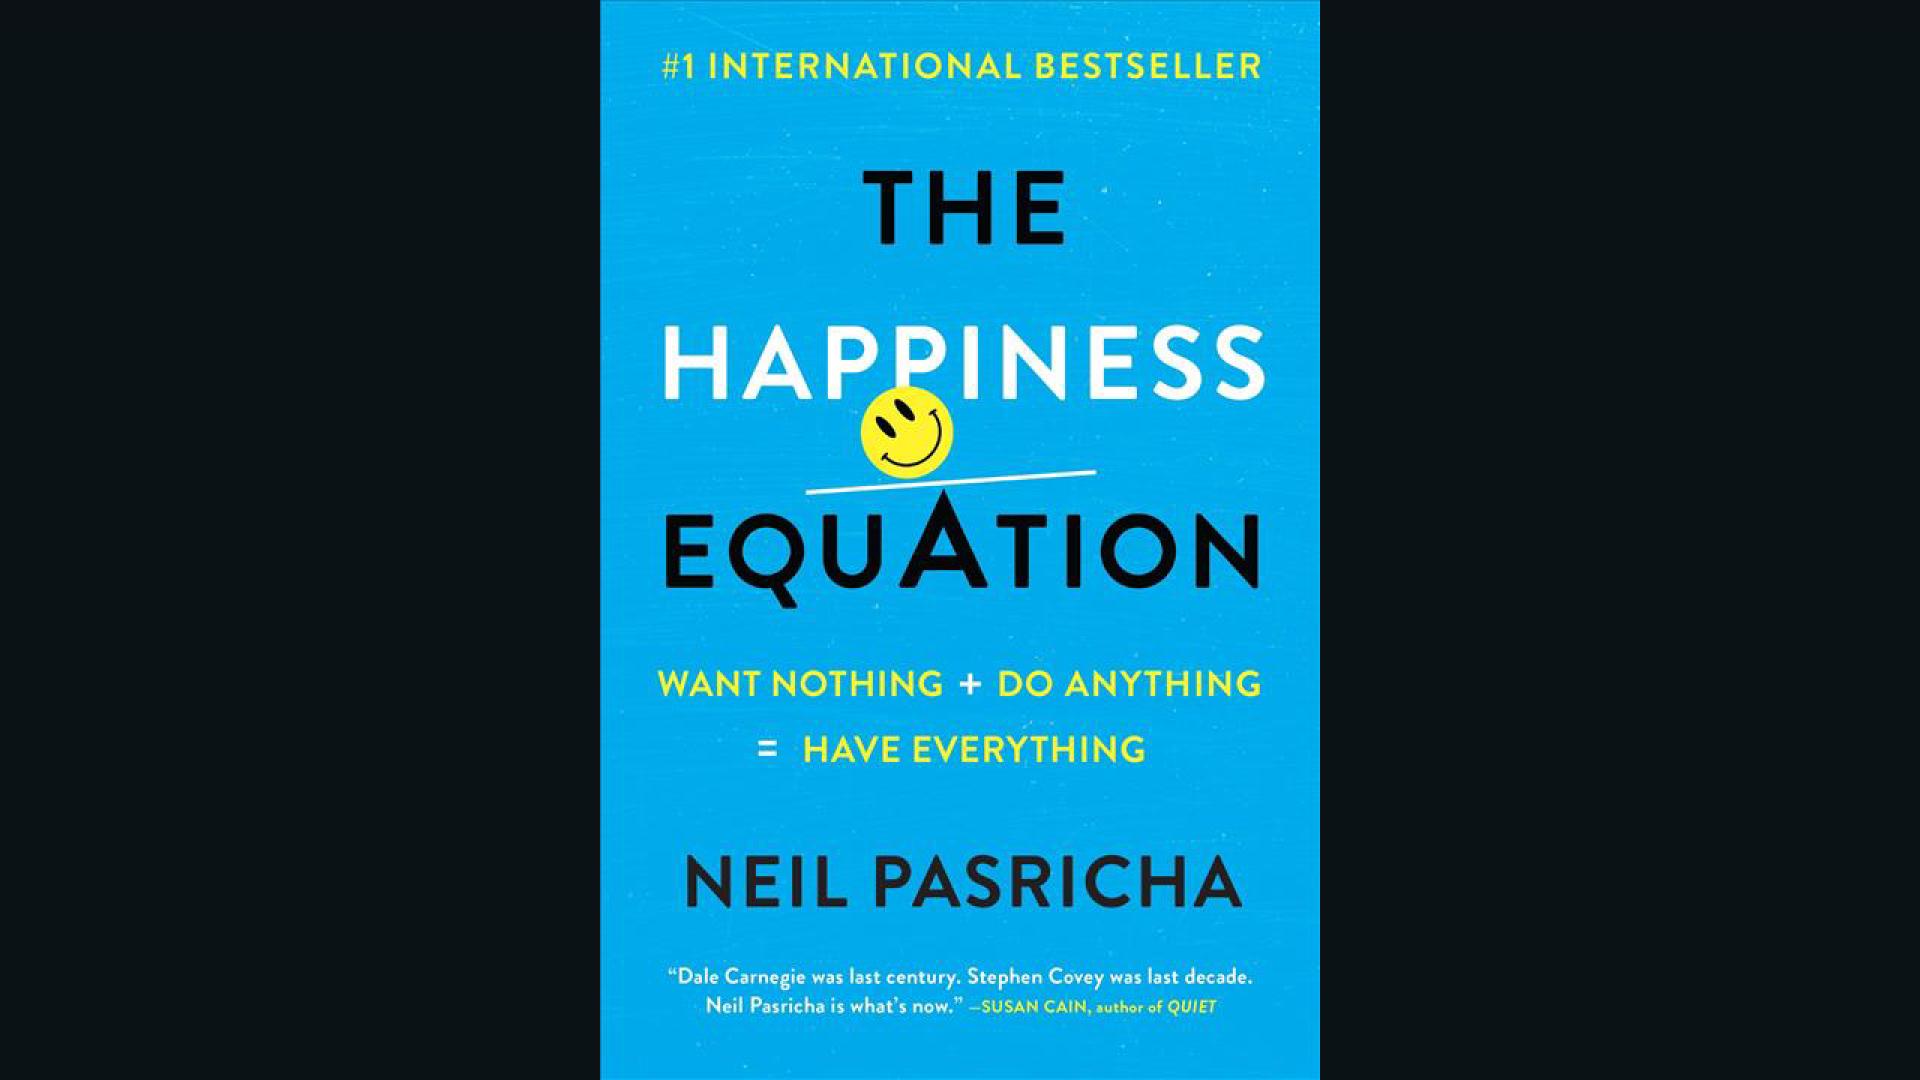 #1 INTERNATIONAL BESTSELLER
THE
HAPPINESS
EQUATION
WANT NOTHING + DO ANYTHING
= HAVE EVERYTHING
NEIL PASRICHA
“Dale Carnegie was last century. Stephen Covey was last decade.
Neil Pasricha is what’s now.” —SUSAN CAIN, author of QUIET